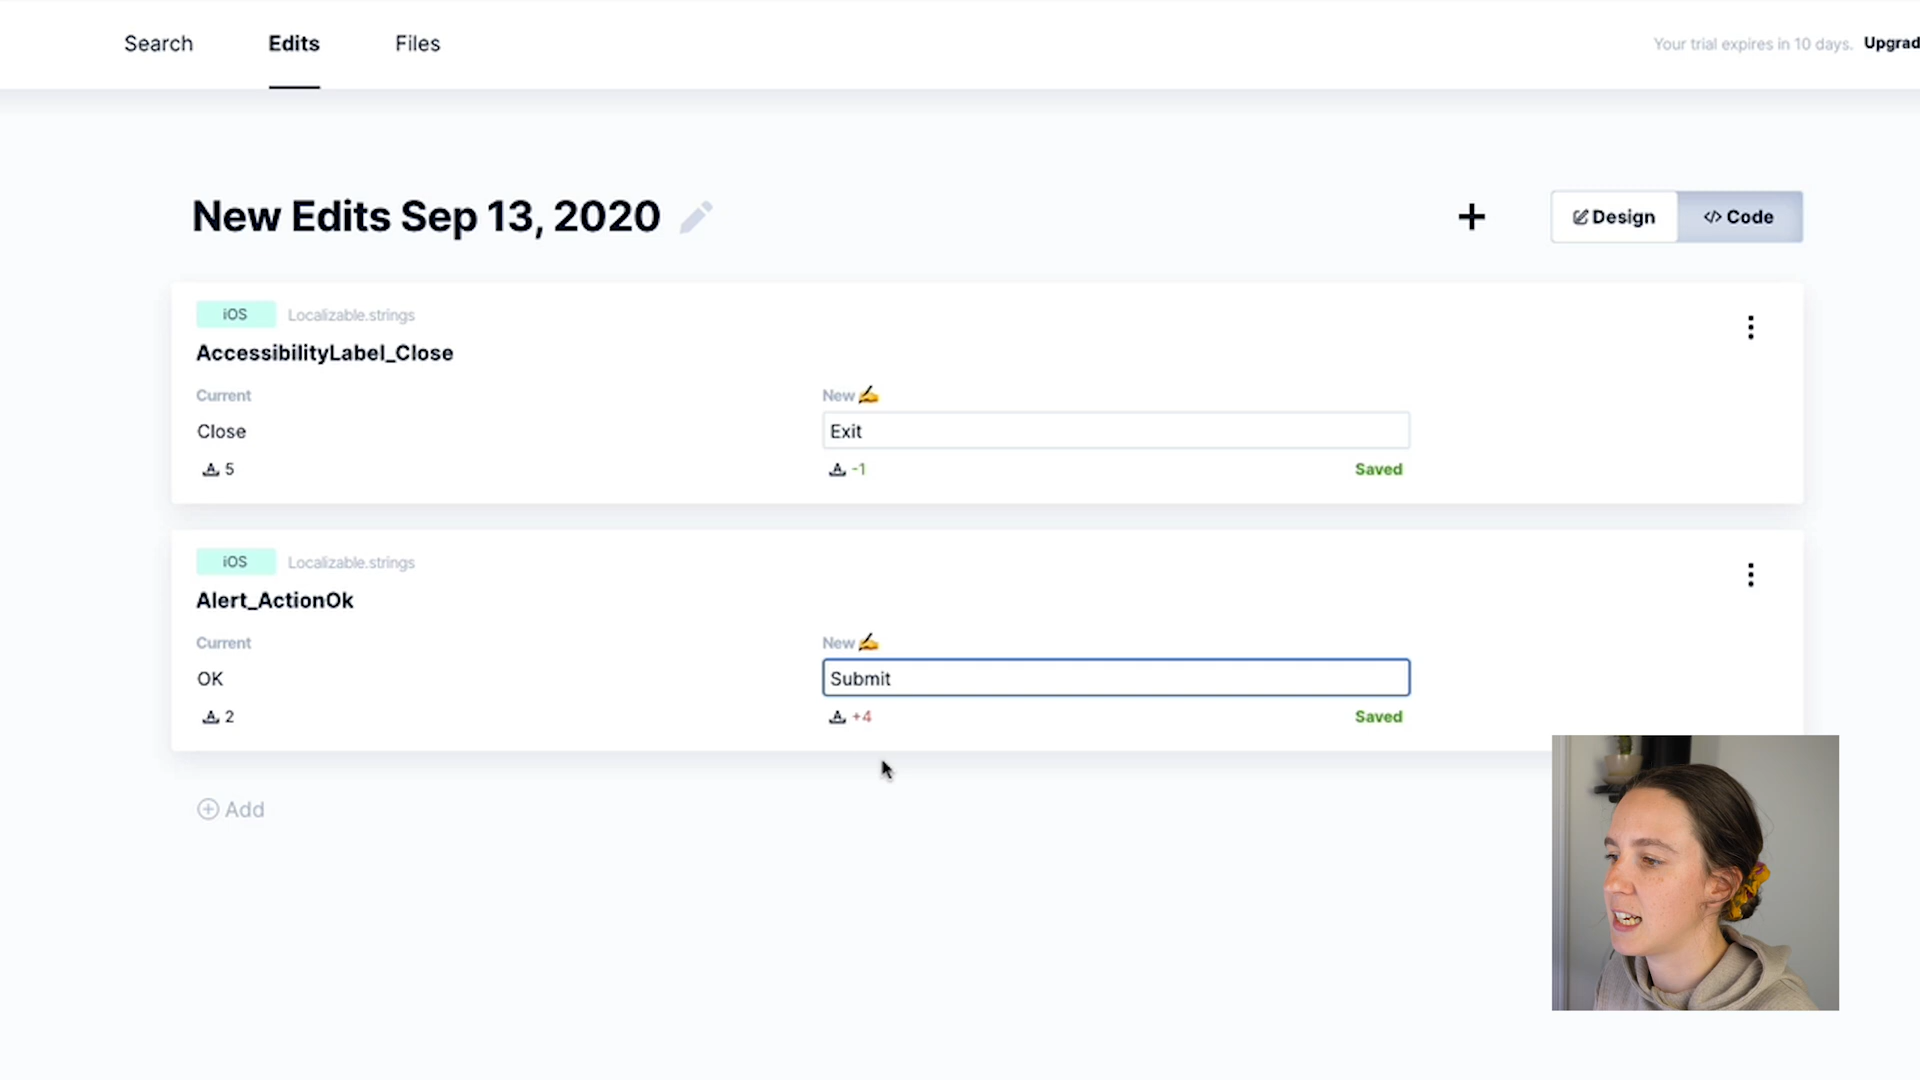 Search Edits Files Your trial expires in 10 days. Upgrad
New Edits Sep 13, 2020 + Design </> Code
iOS Localizable.strings
AccessibilityLabel_Close
Current New ✍️
Close Exit
A 5 A -1 Saved
iOS Localizable.strings
Alert_ActionOk
Current New ✍️
OK Submit
A 2 A +4 Saved
Add